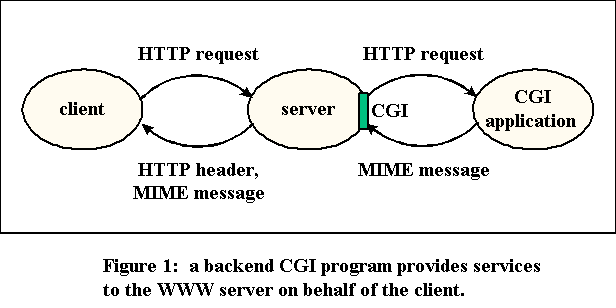 HTTP request
HTTP request
client
server
CGI
CGI
application
HTTP header,
MIME message
MIME message
Figure 1: a backend CGI program provides services
to the WWW server on behalf of the client.